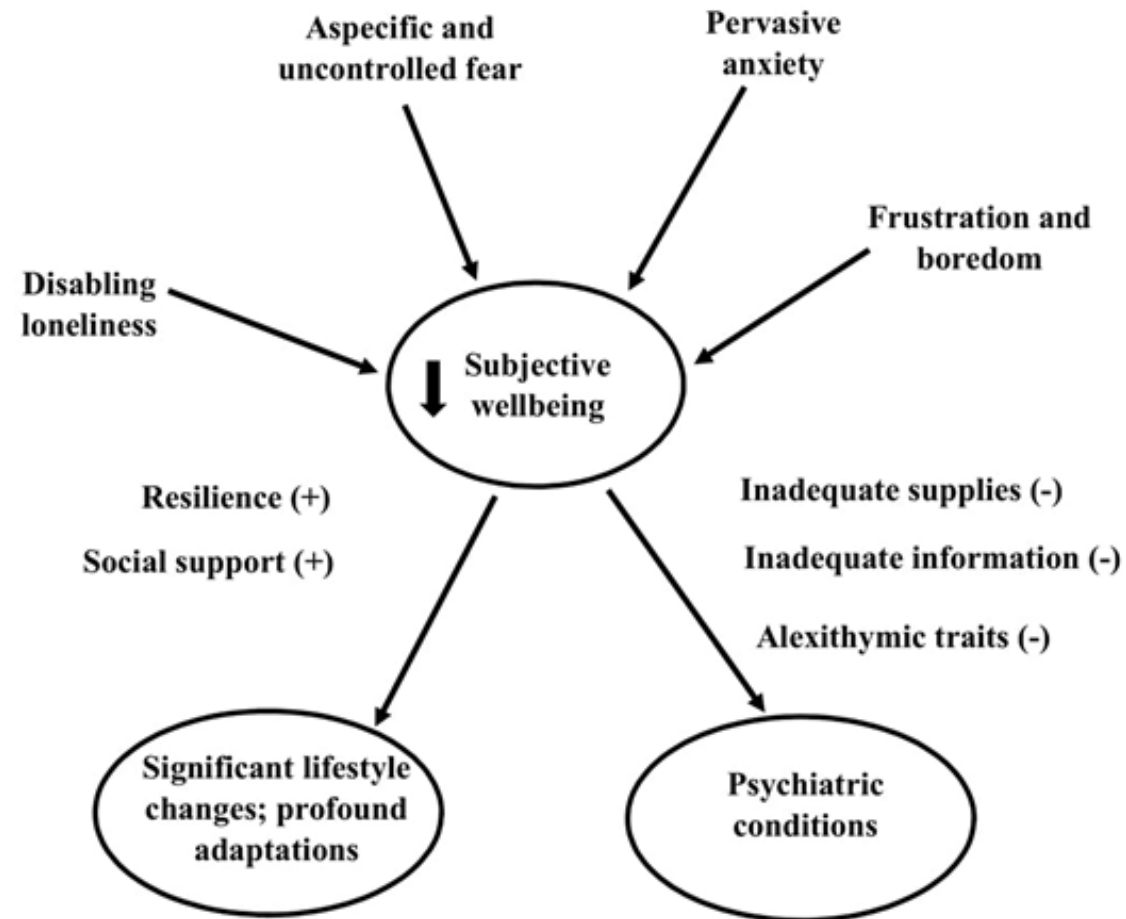 Aspecific and
uncontrolled fear
Pervasive
anxiety
Frustration and
boredom
Disabling
loneliness
Subjective
wellbeing
Resilience (+)
Social support (+)
Inadequate supplies (-)
Inadequate information (-)
Alexithymic traits (-)
Significant lifestyle
changes; profound
adaptations
Psychiatric
conditions